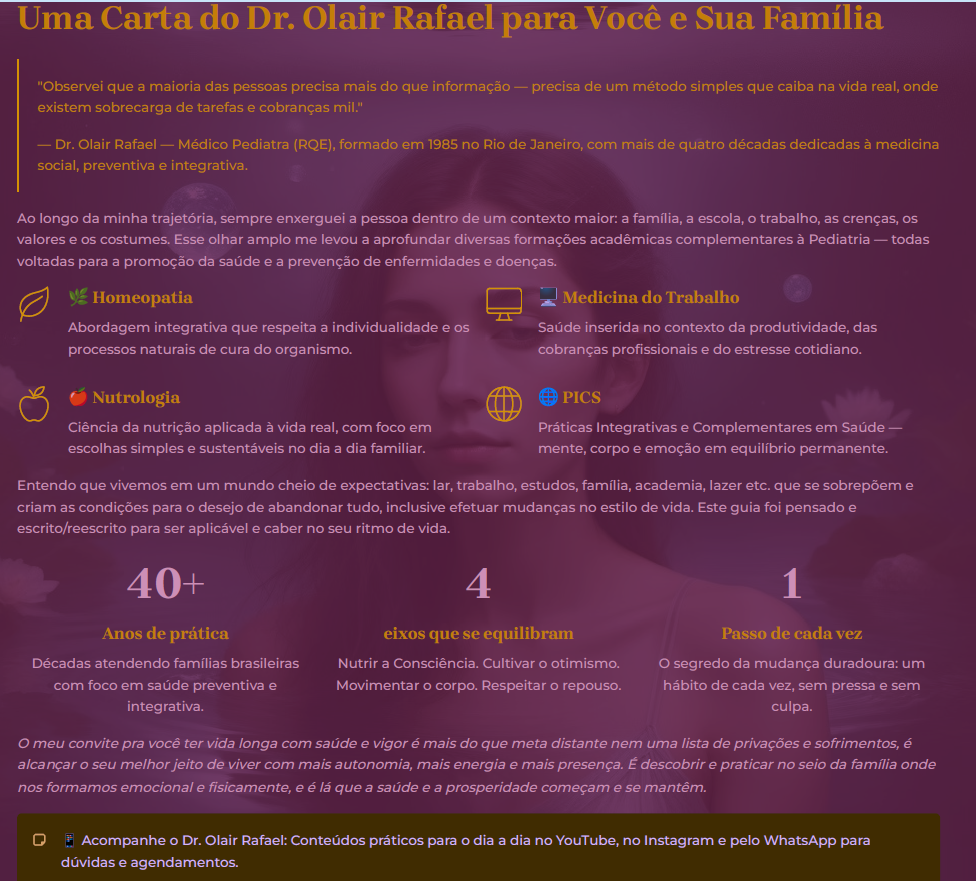 Uma Carta do Dr. Olair Rafael para Você e Sua Família
"Observei que a maioria das pessoas precisa mais do que informação — precisa de um método simples que caiba na vida real, onde
existem sobrecarga de tarefas e cobranças mil."
— Dr. Olair Rafael — Médico Pediatra (RQE), formado em 1985 no Rio de Janeiro, com mais de quatro décadas dedicadas à medicina
social, preventiva e integrativa.
Ao longo da minha trajetória, sempre enxerguei a pessoa dentro de um contexto maior: a família, a escola, o trabalho, as crenças, os
valores e os costumes. Esse olhar amplo me levou a aprofundar diversas formações acadêmicas complementares à Pediatria — todas
voltadas para a promoção da saúde e a prevenção de enfermidades e doenças.
🌿 Homeopatia
Abordagem integrativa que respeita a individualidade e os
processos naturais de cura do organismo.
🖥️ Medicina do Trabalho
Saúde inserida no contexto da produtividade, das
cobranças profissionais e do estresse cotidiano.
🍎 Nutrologia
Ciência da nutrição aplicada à vida real, com foco em
escolhas simples e sustentáveis no dia a dia familiar.
🌐 PICS
Práticas Integrativas e Complementares em Saúde —
mente, corpo e emoção em equilíbrio permanente.
Entendo que vivemos em um mundo cheio de expectativas: lar, trabalho, estudos, família, academia, lazer etc. que se sobrepõem e
criam as condições para o desejo de abandonar tudo, inclusive efetuar mudanças no estilo de vida. Este guia foi pensado e
escrito/reescrito para ser aplicável e caber no seu ritmo de vida.
40+
Anos de prática
Décadas atendendo famílias brasileiras
com foco em saúde preventiva e
integrativa.
4
eixos que se equilibram
Nutrir a Consciência. Cultivar o otimismo.
Movimentar o corpo. Respeitar o repouso.
1
Passo de cada vez
O segredo da mudança duradoura: um
hábito de cada vez, sem pressa e sem
culpa.
O meu convite pra você ter vida longa com saúde e vigor é mais do que meta distante nem uma lista de privações e sofrimentos, é
alcançar o seu melhor jeito de viver com mais autonomia, mais energia e mais presença. É descobrir e praticar no seio da família onde
nos formamos emocional e fisicamente, e é lá que a saúde e a prosperidade começam e se mantêm.
📱 Acompanhe o Dr. Olair Rafael: Conteúdos práticos para o dia a dia no YouTube, no Instagram e pelo WhatsApp para
dúvidas e agendamentos.